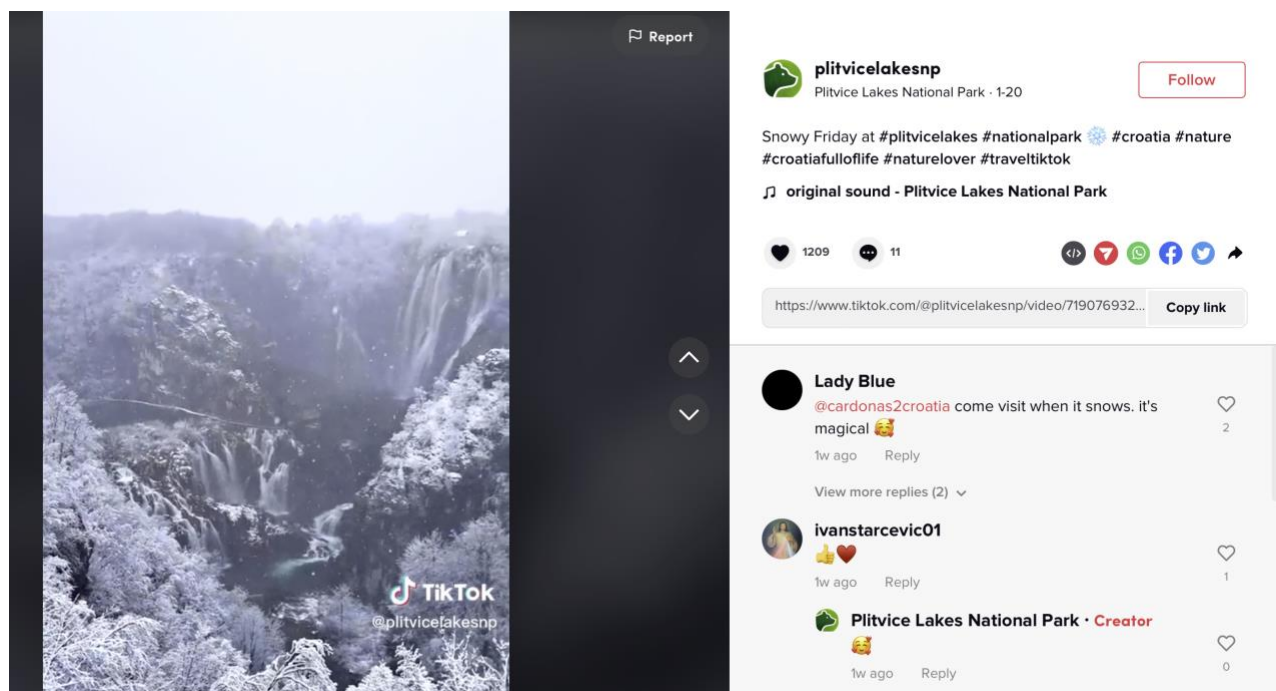 Report
plitvicelakesnp
Plitvice Lakes National Park · 1-20
Follow
Snowy Friday at #plitvicelakes #nationalpark ❄️ #croatia #nature
#croatiafulloflife #naturelover #traveltiktok
original sound - Plitvice Lakes National Park
1209
11
https://www.tiktok.com/@plitvicelakesnp/video/719076932...
Copy link
Lady Blue
@cardonas2croatia come visit when it snows. it's
magical 🥰
2
1w ago Reply
View more replies (2)
ivanstarcevic01
👍❤️
1
1w ago Reply
Plitvice Lakes National Park · Creator
🥰
0
1w ago Reply
TikTok
@plitvicelakesnp